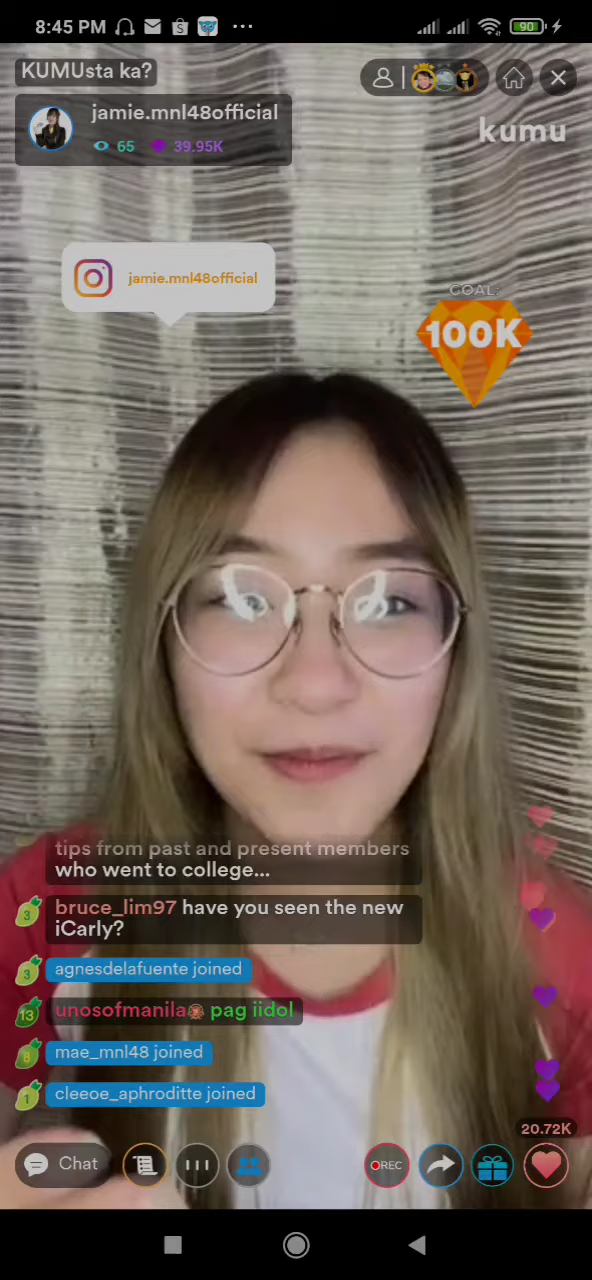 8:45 PM
90
KUMUsta ka?
jamie.mnl48official
65
39.95K
kumu
jamie.mnl48official
GOAL:
100K
tips from past and present members
who went to college...
3
bruce_lim97 have you seen the new
iCarly?
3
agnesdelafuente joined
13
unosofmanila pag iidol
8
mae_mnl48 joined
1
cleeoe_aphroditte joined
20.72K
Chat
REC